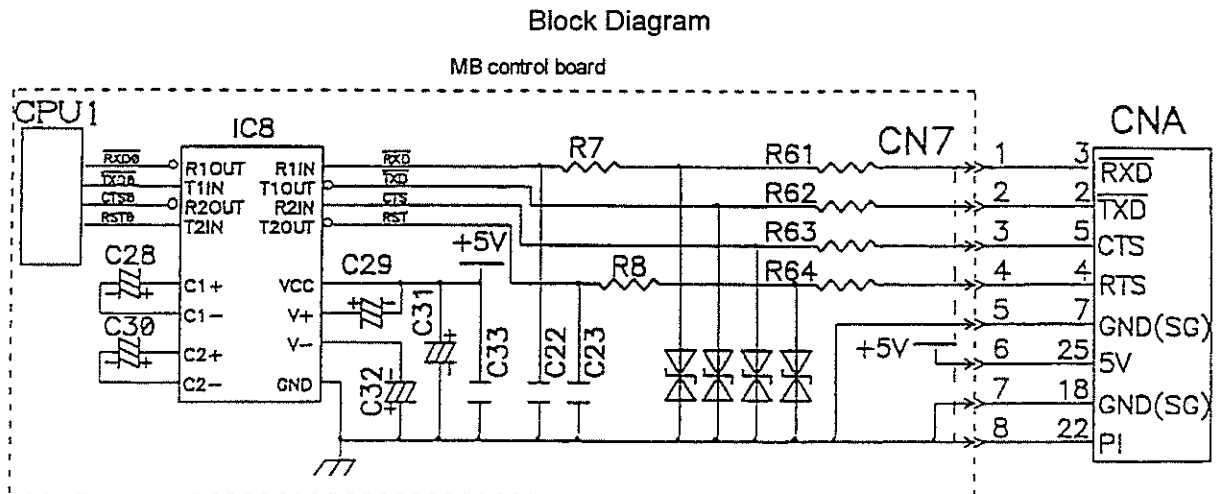 Block Diagram
MB control board
CPU1
IC8
CN7
CNA
RXD0
R1OUT
R1IN
RXD
R7
R61
1
3
RXD
TXD0
T1IN
T1OUT
TXD
R62
2
2
TXD
CTS0
R2OUT
R2IN
CTS
R63
3
5
CTS
RST0
T2IN
T2OUT
RST
+5V
R8
R64
4
4
RTS
C28
- +
C1+
VCC
C29
+ -
C31
+ -
C33
C22
C23
5
7
GND(SG)
C1-
V+
C30
- +
C2+
V-
C32
- +
+5V
6
25
5V
C2-
GND
7
18
GND(SG)
8
22
PI